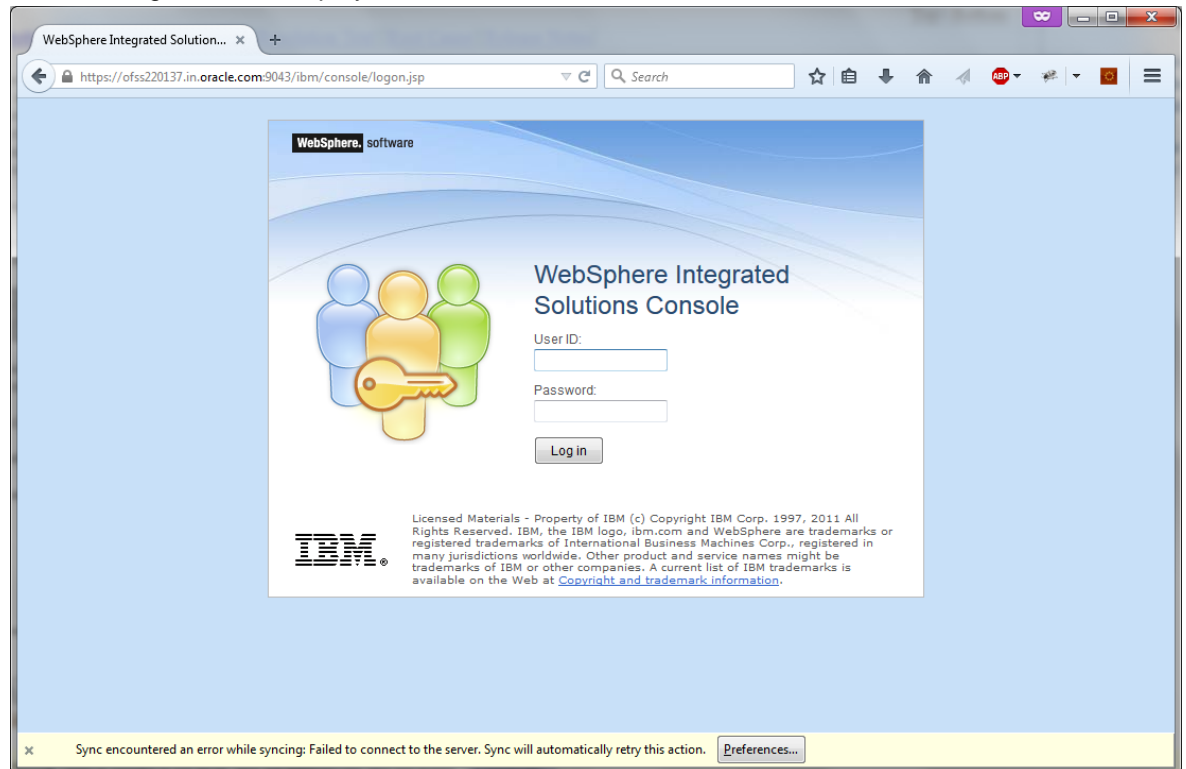 WebSphere Integrated Solution... × +
https://ofss220137.in.oracle.com:9043/ibm/console/logon.jsp Search ABP
WebSphere. software
WebSphere Integrated
Solutions Console
User ID:
Password:
Log in
Licensed Materials - Property of IBM (c) Copyright IBM Corp. 1997, 2011 All
Rights Reserved. IBM, the IBM logo, ibm.com and WebSphere are trademarks or
registered trademarks of International Business Machines Corp., registered in
many jurisdictions worldwide. Other product and service names might be
trademarks of IBM or other companies. A current list of IBM trademarks is
available on the Web at Copyright and trademark information.
IBM®
Sync encountered an error while syncing: Failed to connect to the server. Sync will automatically retry this action. Preferences...